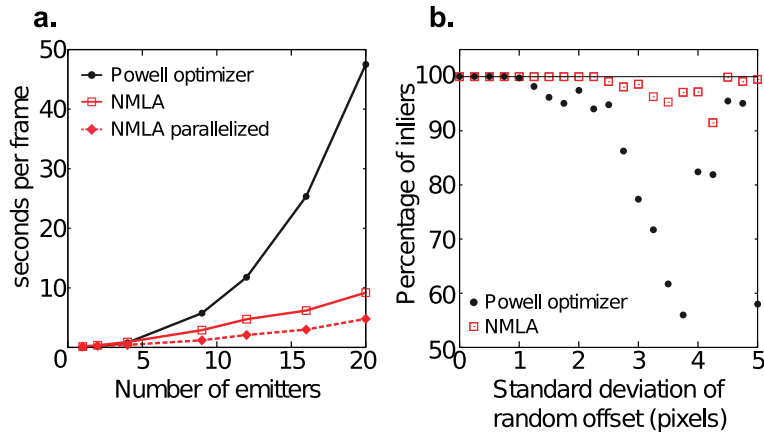 a.
50
40
30
20
10
0
5
10
15
20
seconds per frame
Number of emitters
Powell optimizer
NMLA
NMLA parallelized
b.
100
90
80
70
60
50
0
1
2
3
4
5
Percentage of inliers
Standard deviation of
random offset (pixels)
Powell optimizer
NMLA